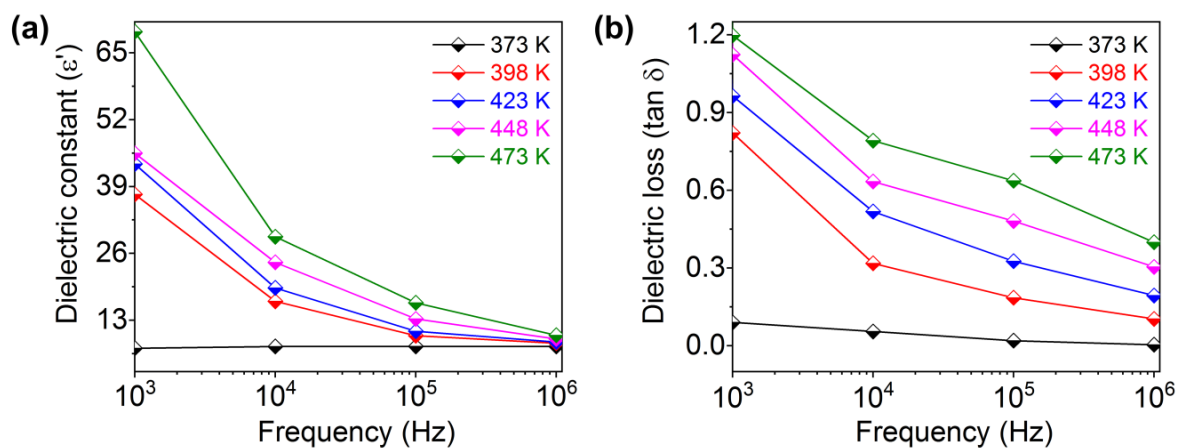 (a)
Dielectric constant (ε')
65
52
39
26
13
373 K
398 K
423 K
448 K
473 K
10³ 10⁴ 10⁵ 10⁶
Frequency (Hz)
(b)
Dielectric loss (tan δ)
1.2
0.9
0.6
0.3
0.0
373 K
398 K
423 K
448 K
473 K
10³ 10⁴ 10⁵ 10⁶
Frequency (Hz)